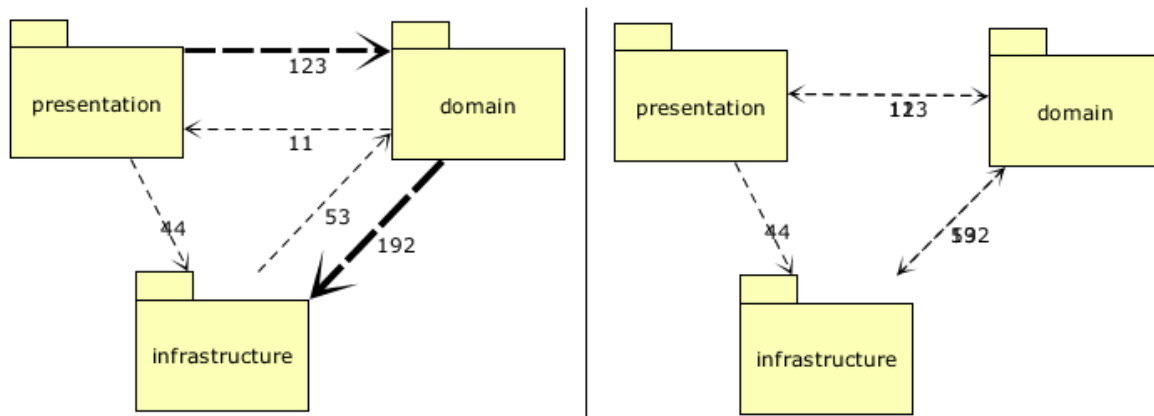 presentation
123
domain
11
44
53
192
infrastructure
presentation
domain
44
infrastructure